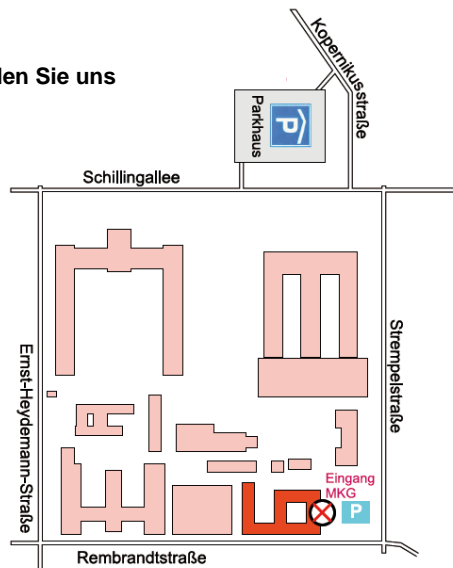 den Sie uns
Kopernikusstraße
P
Parkhaus
Schillingallee
Ernst-Heydemann-Straße
Strempelstraße
Eingang
MKG
P
Rembrandtstraße